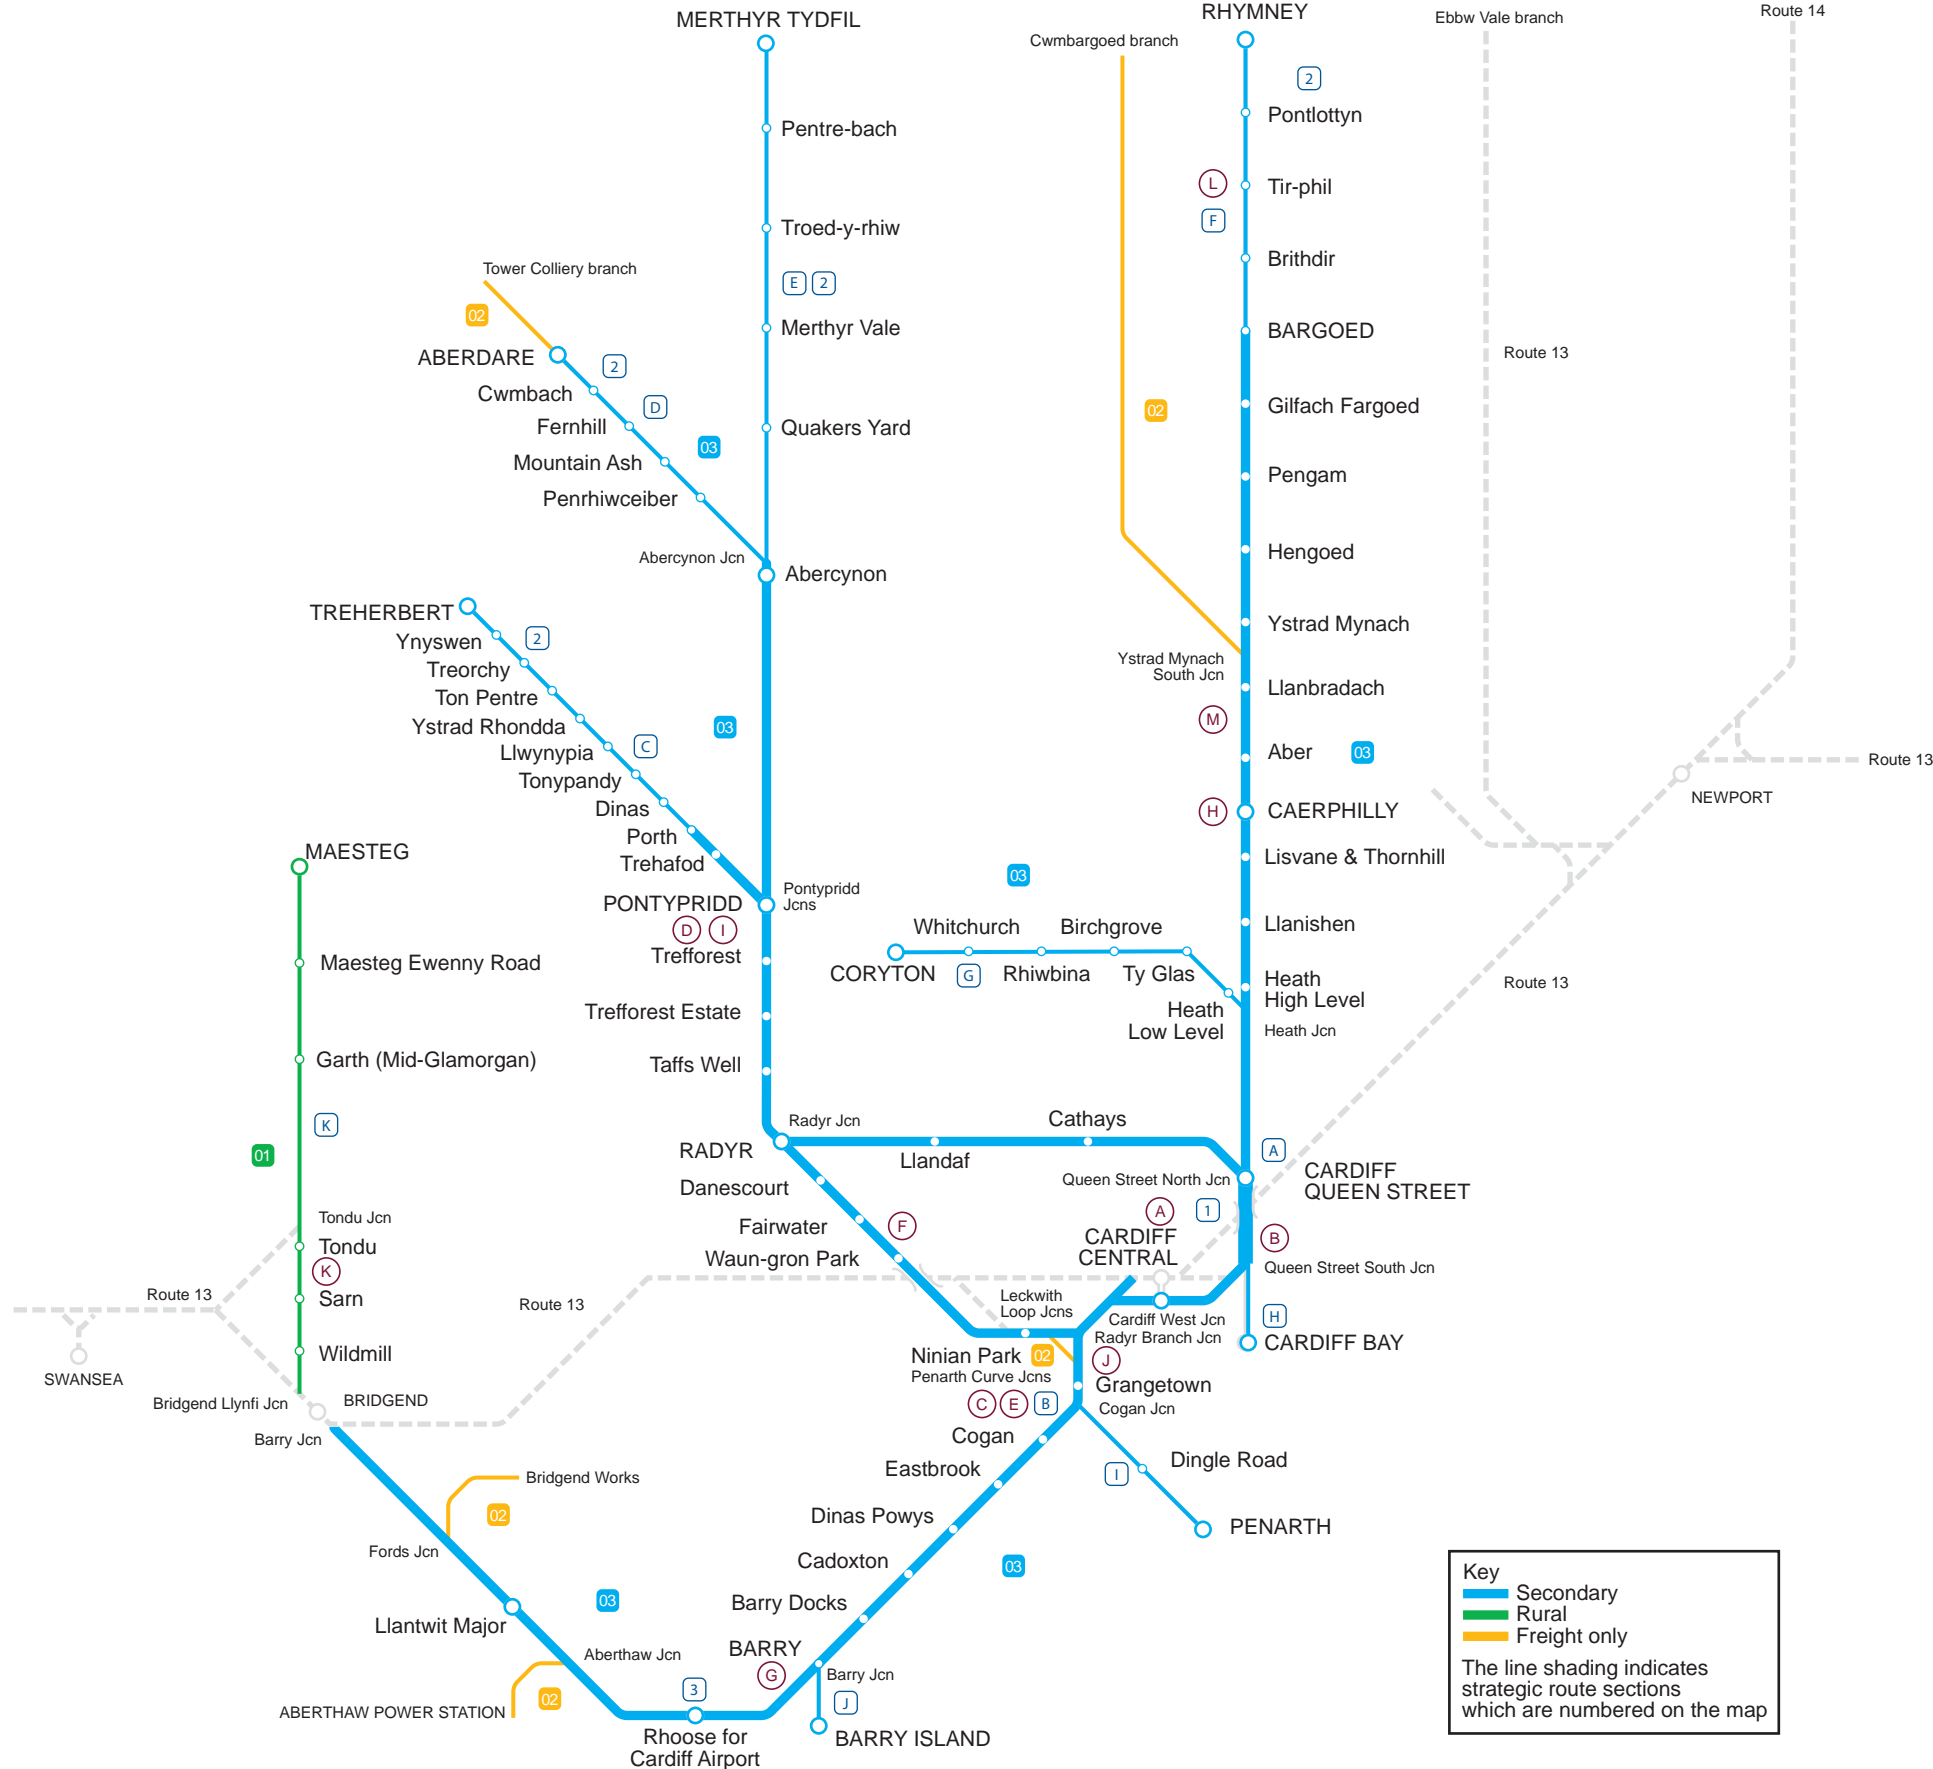 MERTHYR TYDFIL
RHYMNEY
Ebbw Vale branch
Route 14
Cwmbargoed branch
2
Pontlottyn
Pentre-bach
L
Tir-phil
F
Troed-y-rhiw
Brithdir
Tower Colliery branch
E 2
02
Merthyr Vale
BARGOED
ABERDARE
2
Route 13
Cwmbach
D
02
Gilfach Fargoed
Fernhill
Quakers Yard
03
Mountain Ash
Pengam
Penrhiwceiber
Abercynon Jcn
Hengoed
Abercynon
TREHERBERT
Ystrad Mynach
Ynyswen
2
Treorchy
Ystrad Mynach
South Jcn
Ton Pentre
Llanbradach
Ystrad Rhondda
03
M
Llwynypia
C
Aber
03
Route 13
Tonypandy
NEWPORT
Dinas
H
CAERPHILLY
Porth
MAESTEG
Trehafod
Lisvane & Thornhill
03
Pontypridd
Jcns
PONTYPRIDD
D I
Whitchurch
Birchgrove
Llanishen
Trefforest
Maesteg Ewenny Road
CORYTON
G
Rhiwbina
Ty Glas
Heath
High Level
Route 13
Trefforest Estate
Heath
Low Level
Heath Jcn
Garth (Mid-Glamorgan)
Taffs Well
K
Radyr Jcn
Cathays
01
RADYR
Llandaf
A
CARDIFF
QUEEN STREET
Queen Street North Jcn
Danescourt
A
1
Tondu Jcn
Fairwater
F
CARDIFF
CENTRAL
B
Tondu
Waun-gron Park
Queen Street South Jcn
K
Route 13
Sarn
Route 13
Leckwith
Loop Jcns
Cardiff West Jcn
H
Radyr Branch Jcn
CARDIFF BAY
Wildmill
Ninian Park
02
J
SWANSEA
Penarth Curve Jcns
Grangetown
Bridgend Llynfi Jcn
BRIDGEND
C E B
Cogan Jcn
Barry Jcn
Cogan
Dingle Road
Eastbrook
I
Bridgend Works
02
Dinas Powys
PENARTH
Fords Jcn
Cadoxton
03
Key
Secondary
Rural
Freight only
The line shading indicates
strategic route sections
which are numbered on the map
03
Barry Docks
Llantwit Major
BARRY
Aberthaw Jcn
G
Barry Jcn
3
02
J
ABERTHAW POWER STATION
Rhoose for
Cardiff Airport
BARRY ISLAND